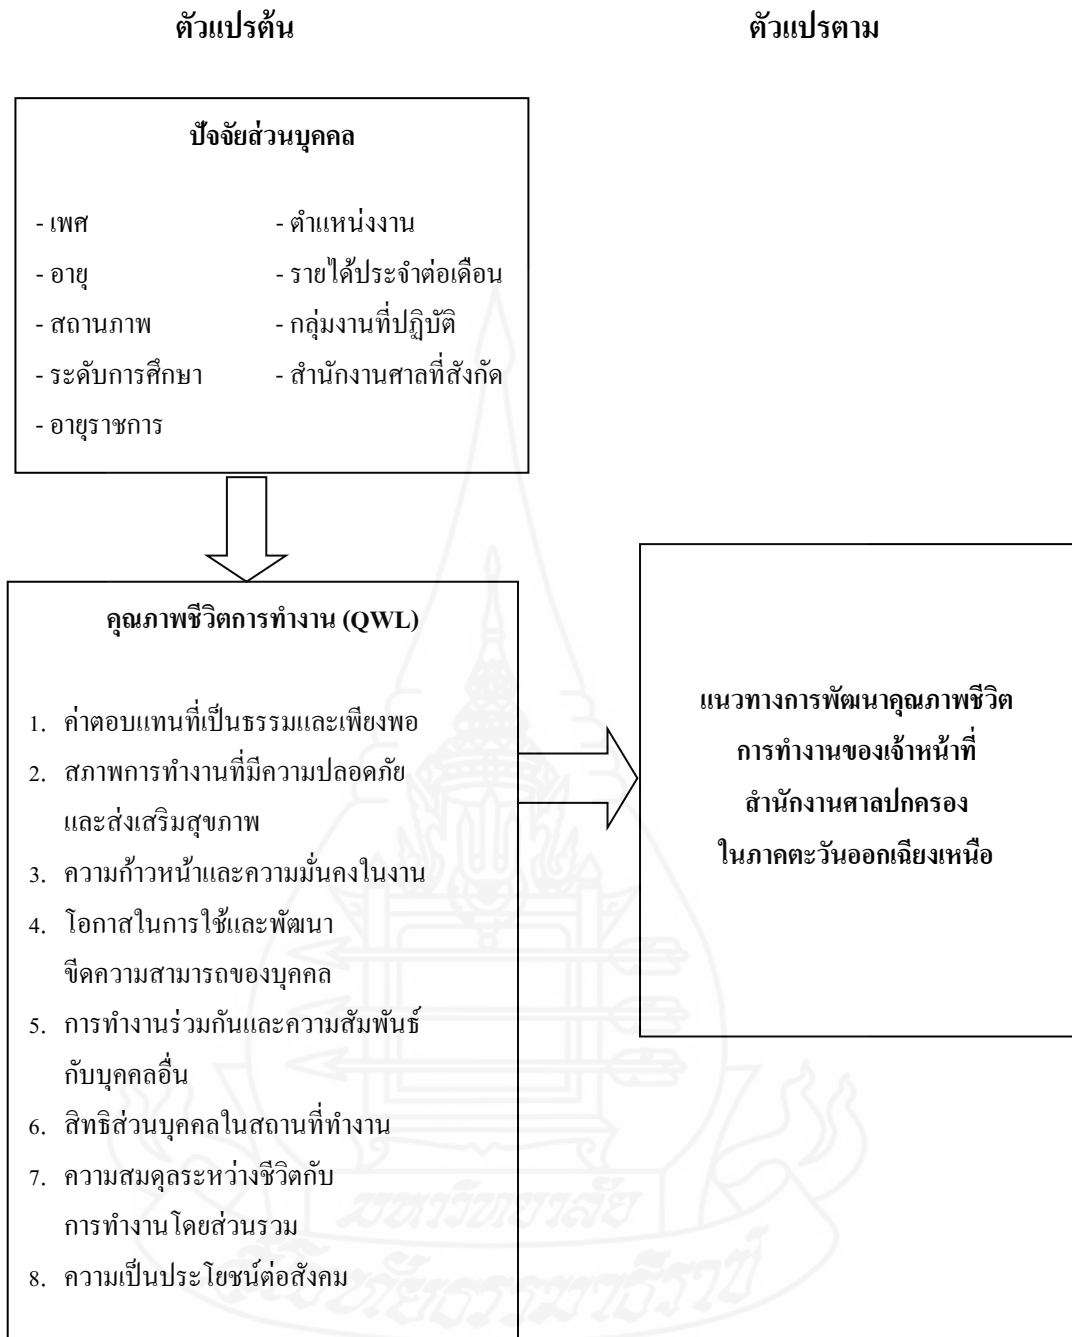 ตัวแปรต้น ตัวแปรตาม
ปัจจัยส่วนบุคคล
- เพศ - ตำแหน่งงาน
- อายุ - รายได้ประจำต่อเดือน
- สถานภาพ - กลุ่มงานที่ปฏิบัติ
- ระดับการศึกษา - สำนักงานศาลที่สังกัด
- อายุราชการ
คุณภาพชีวิตการทำงาน (QWL)
1. ค่าตอบแทนที่เป็นธรรมและเพียงพอ
2. สภาพการทำงานที่มีความปลอดภัย
และส่งเสริมสุขภาพ
3. ความก้าวหน้าและความมั่นคงในงาน
4. โอกาสในการใช้และพัฒนา
ขีดความสามารถของบุคคล
5. การทำงานร่วมกันและความสัมพันธ์
กับบุคคลอื่น
6. สิทธิส่วนบุคคลในสถานที่ทำงาน
7. ความสมดุลระหว่างชีวิตกับ
การทำงานโดยส่วนรวม
8. ความเป็นประโยชน์ต่อสังคม
แนวทางการพัฒนาคุณภาพชีวิต
การทำงานของเจ้าหน้าที่
สำนักงานศาลปกครอง
ในภาคตะวันออกเฉียงเหนือ
มหาวิทยาลัย
สุโขทัยธรรมาธิราช